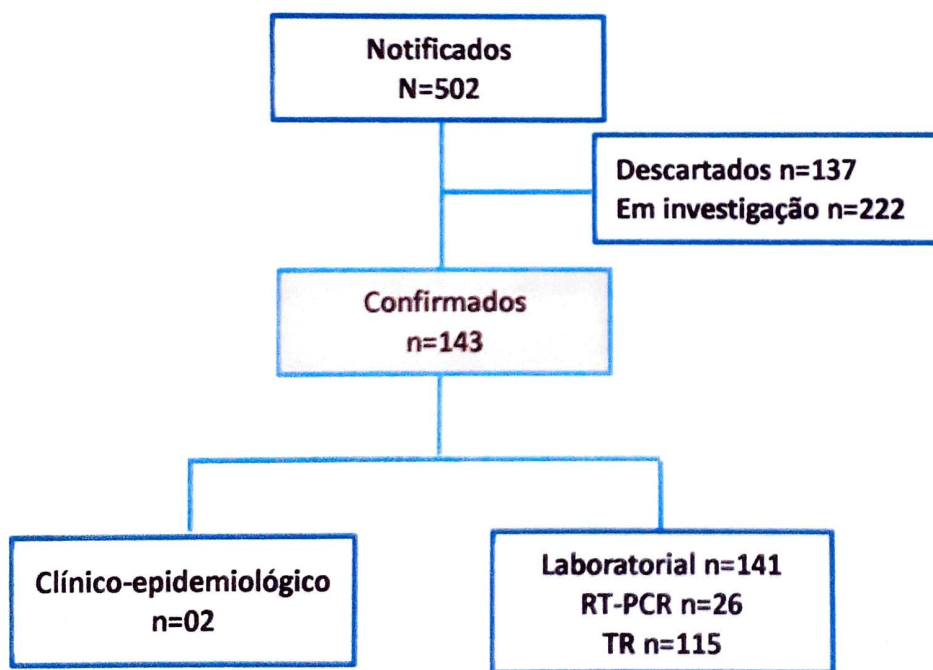 Notificados
N=502
Descartados n=137
Em investigação n=222
Confirmados
n=143
Clínico-epidemiológico
n=02
Laboratorial n=141
RT-PCR n=26
TR n=115